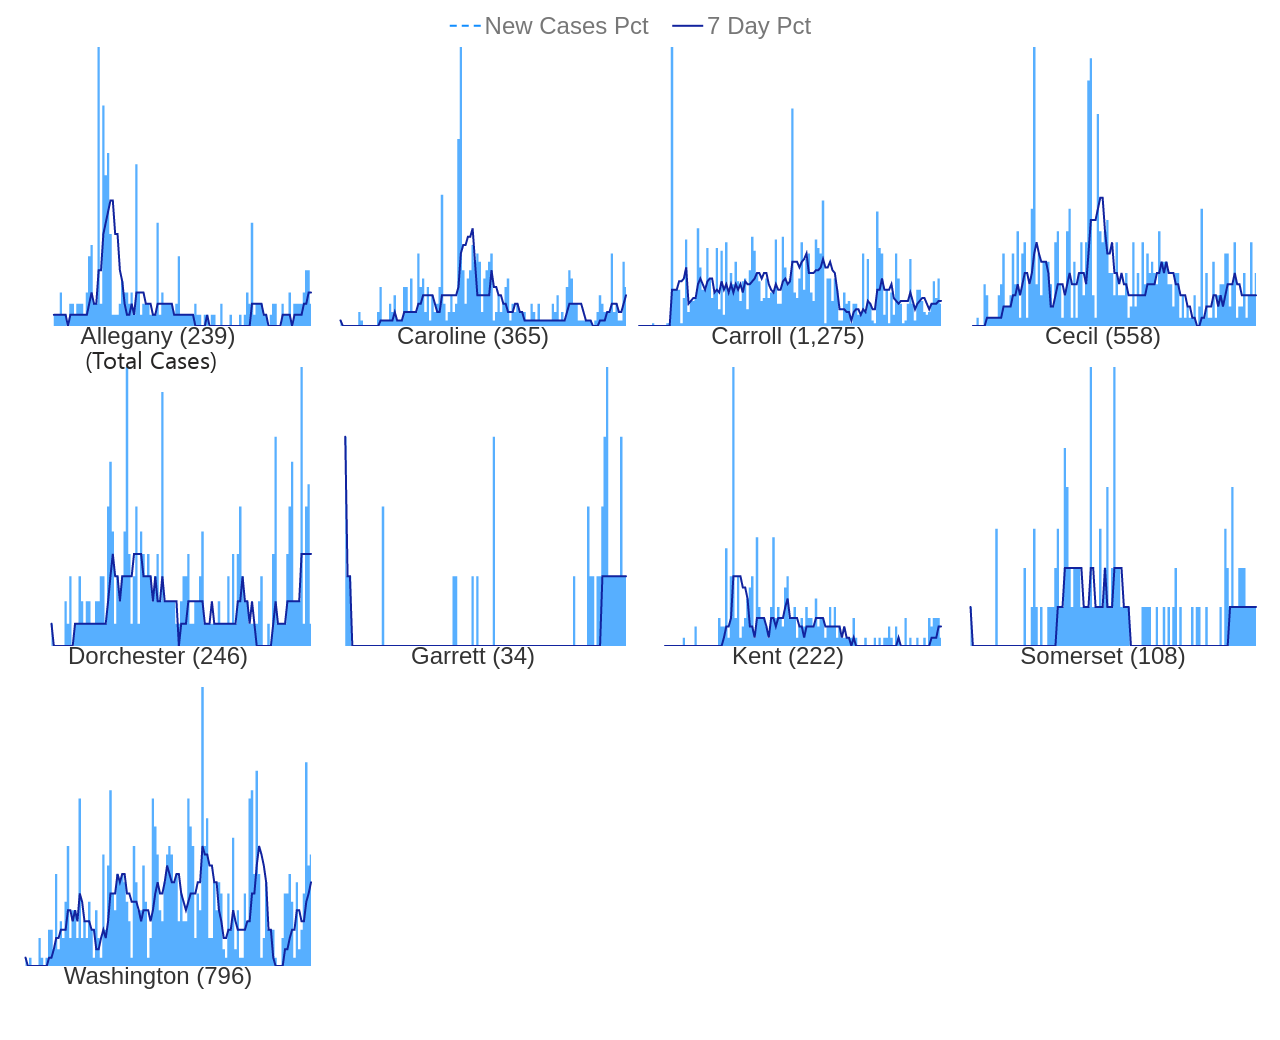 New Cases Pct 7 Day Pct
Allegany (239) Caroline (365) Carroll (1,275) Cecil (558)
(Total Cases)
Dorchester (246) Garrett (34) Kent (222) Somerset (108)
Washington (796)